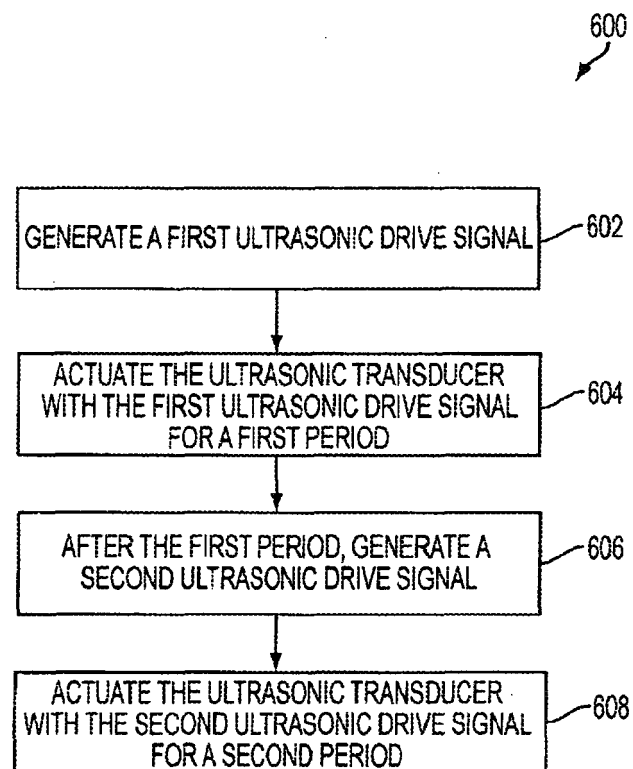 600
GENERATE A FIRST ULTRASONIC DRIVE SIGNAL
602
ACTUATE THE ULTRASONIC TRANSDUCER
WITH THE FIRST ULTRASONIC DRIVE SIGNAL
FOR A FIRST PERIOD
604
AFTER THE FIRST PERIOD, GENERATE A
SECOND ULTRASONIC DRIVE SIGNAL
606
ACTUATE THE ULTRASONIC TRANSDUCER
WITH THE SECOND ULTRASONIC DRIVE SIGNAL
FOR A SECOND PERIOD
608